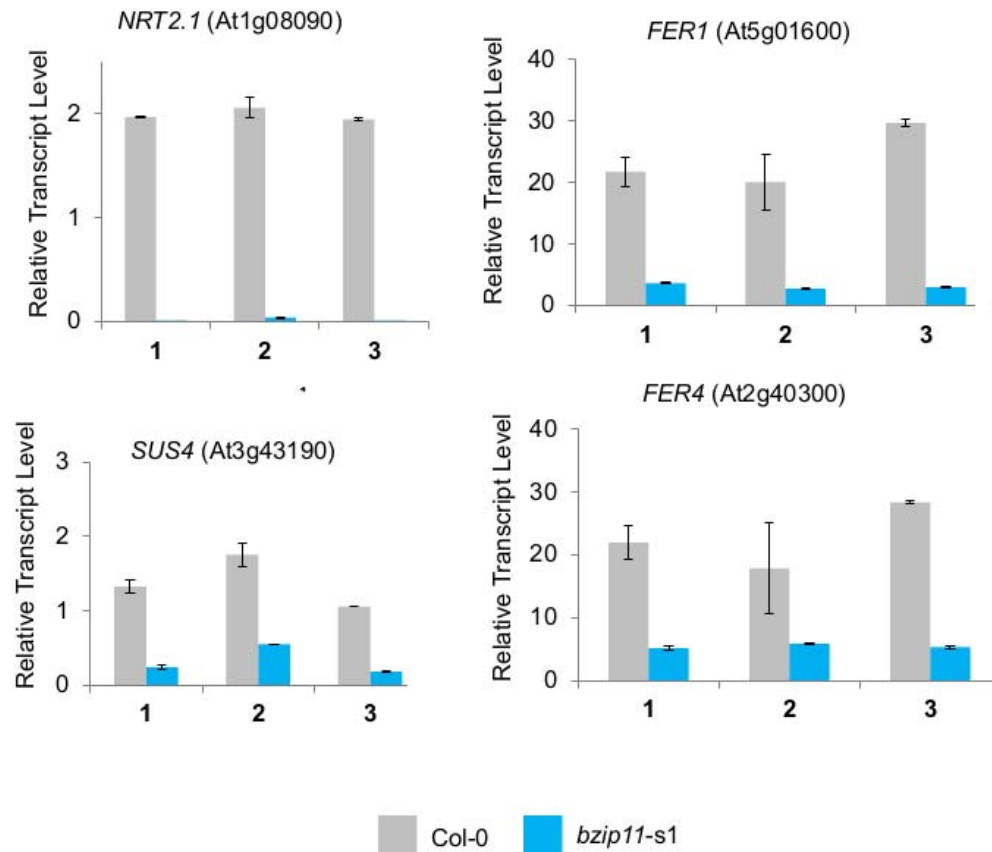 NRT2.1 (At1g08090)
Relative Transcript Level
2
1
0
1 2 3
FER1 (At5g01600)
Relative Transcript Level
40
30
20
10
0
1 2 3
SUS4 (At3g43190)
Relative Transcript Level
3
2
1
0
1 2 3
FER4 (At2g40300)
Relative Transcript Level
40
30
20
10
0
1 2 3
Col-0 bzip11-s1